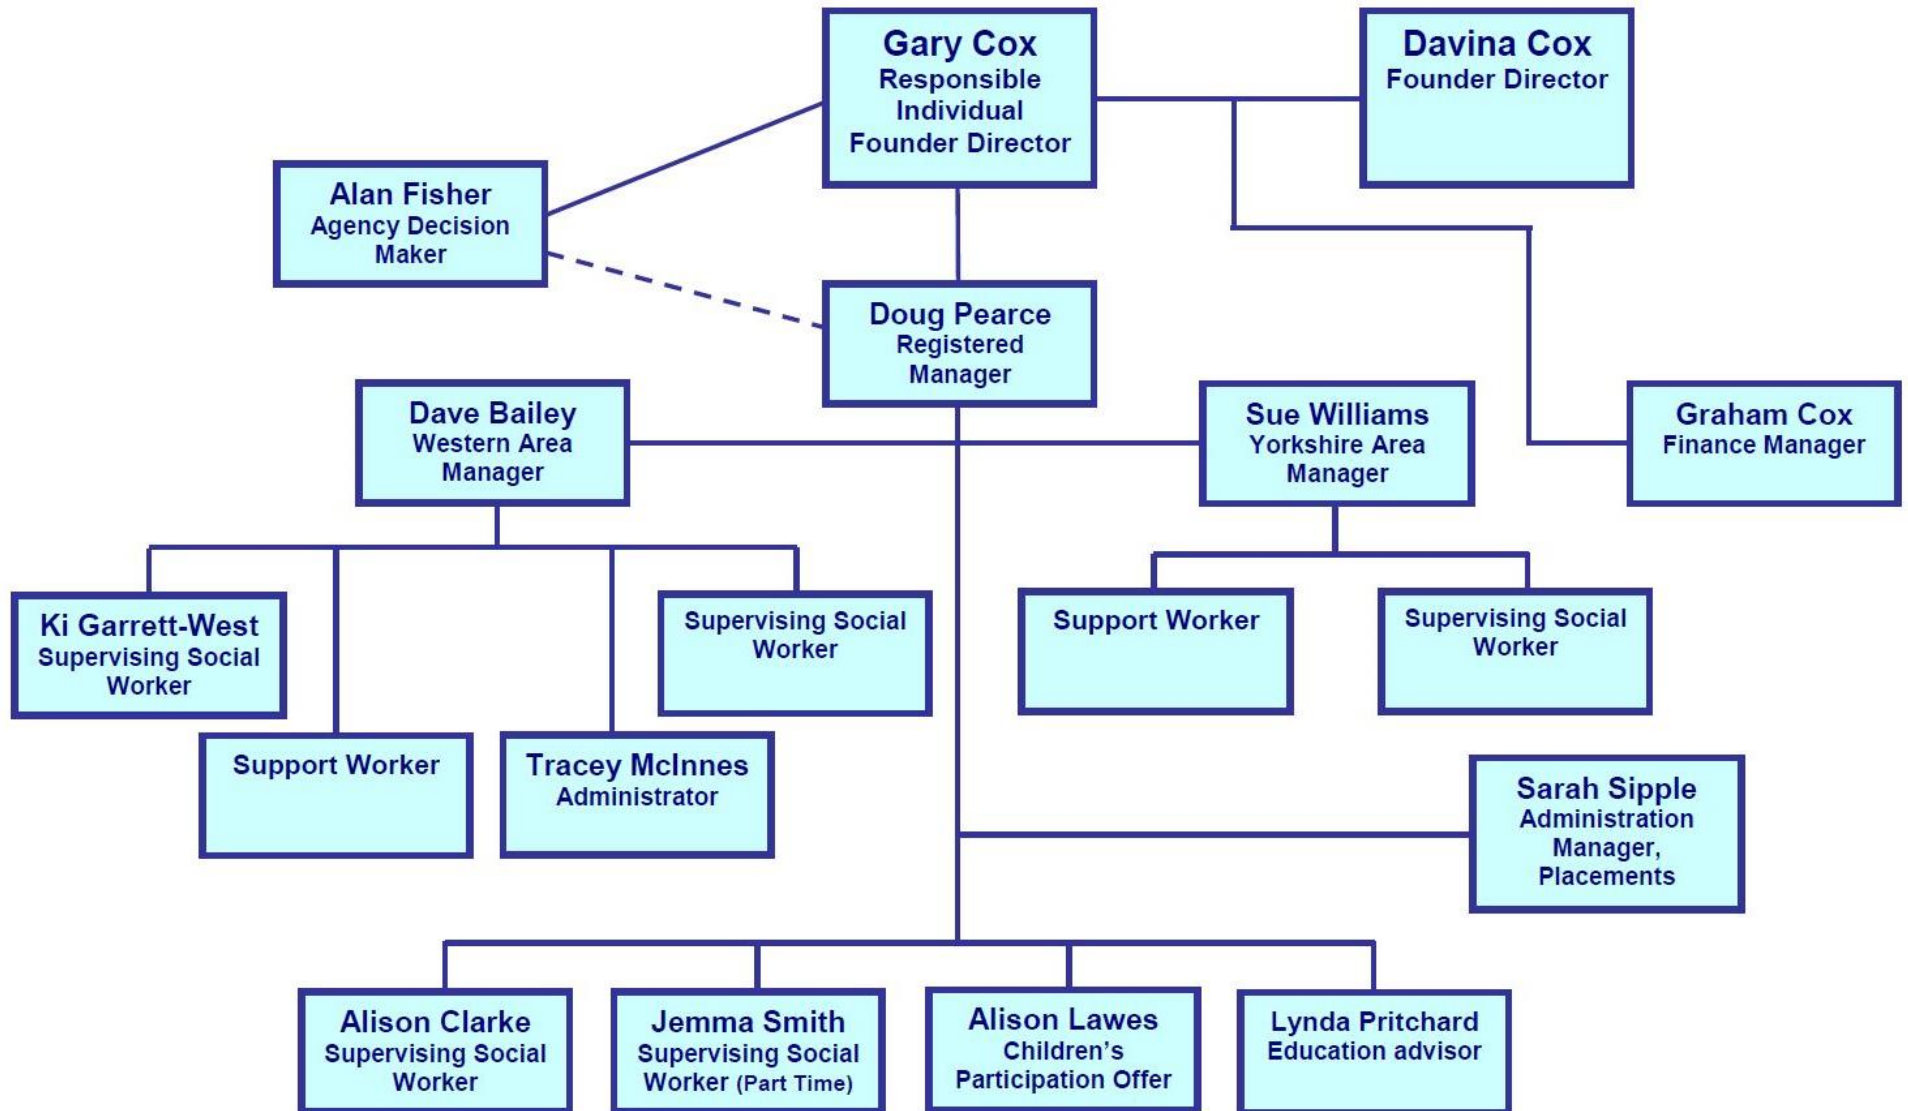 Gary Cox
Responsible
Individual
Founder Director
Davina Cox
Founder Director
Alan Fisher
Agency Decision
Maker
Doug Pearce
Registered
Manager
Dave Bailey
Western Area
Manager
Sue Williams
Yorkshire Area
Manager
Graham Cox
Finance Manager
Ki Garrett-West
Supervising Social
Worker
Support Worker
Tracey McInnes
Administrator
Supervising Social
Worker
Support Worker
Supervising Social
Worker
Sarah Sipple
Administration
Manager,
Placements
Alison Clarke
Supervising Social
Worker
Jemma Smith
Supervising Social
Worker (Part Time)
Alison Lawes
Children’s
Participation Offer
Lynda Pritchard
Education advisor